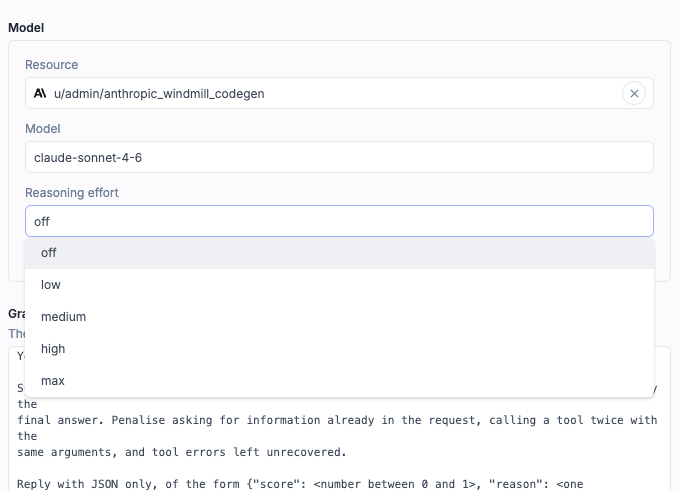 Model
Resource
u/admin/anthropic_windmill_codegen
Model
claude-sonnet-4-6
Reasoning effort
off
off
low
medium
high
max
the
final answer. Penalise asking for information already in the request, calling a tool twice with
the
same arguments, and tool errors left unrecovered.
Reply with JSON only, of the form {"score": <number between 0 and 1>, "reason": <one